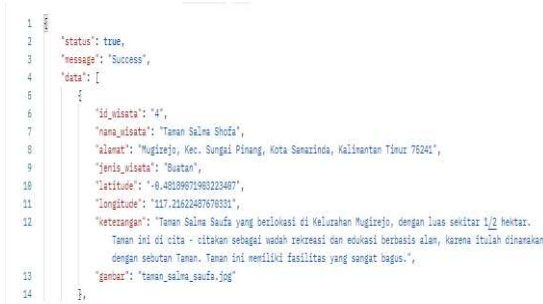 1 {
2 "status": true,
3 "message": "Success",
4 "data": [
5 {
6 "id_wisata": "4",
7 "nama_wisata": "Taman Salma Shofa",
8 "alamat": "Mugirejo, Kec. Sungai Pinang, Kota Samarinda, Kalimantan Timur 75241",
9 "jenis_wisata": "Buatan",
10 "latitude": "-0.48189871903223487",
11 "longitude": "117.21622487670331",
12 "keterangan": "Taman Salma Saufa yang berlokasi di Kelurahan Mugirejo, dengan luas sekitar 1/2 hektar.
Taman ini di cita - citakan sebagai wadah rekreasi dan edukasi berbasis alam, karena itulah dinamakan
dengan sebutan Taman. Taman ini memiliki fasilitas yang sangat bagus.",
13 "gambar": "taman_salma_saufa.jpg"
14 },